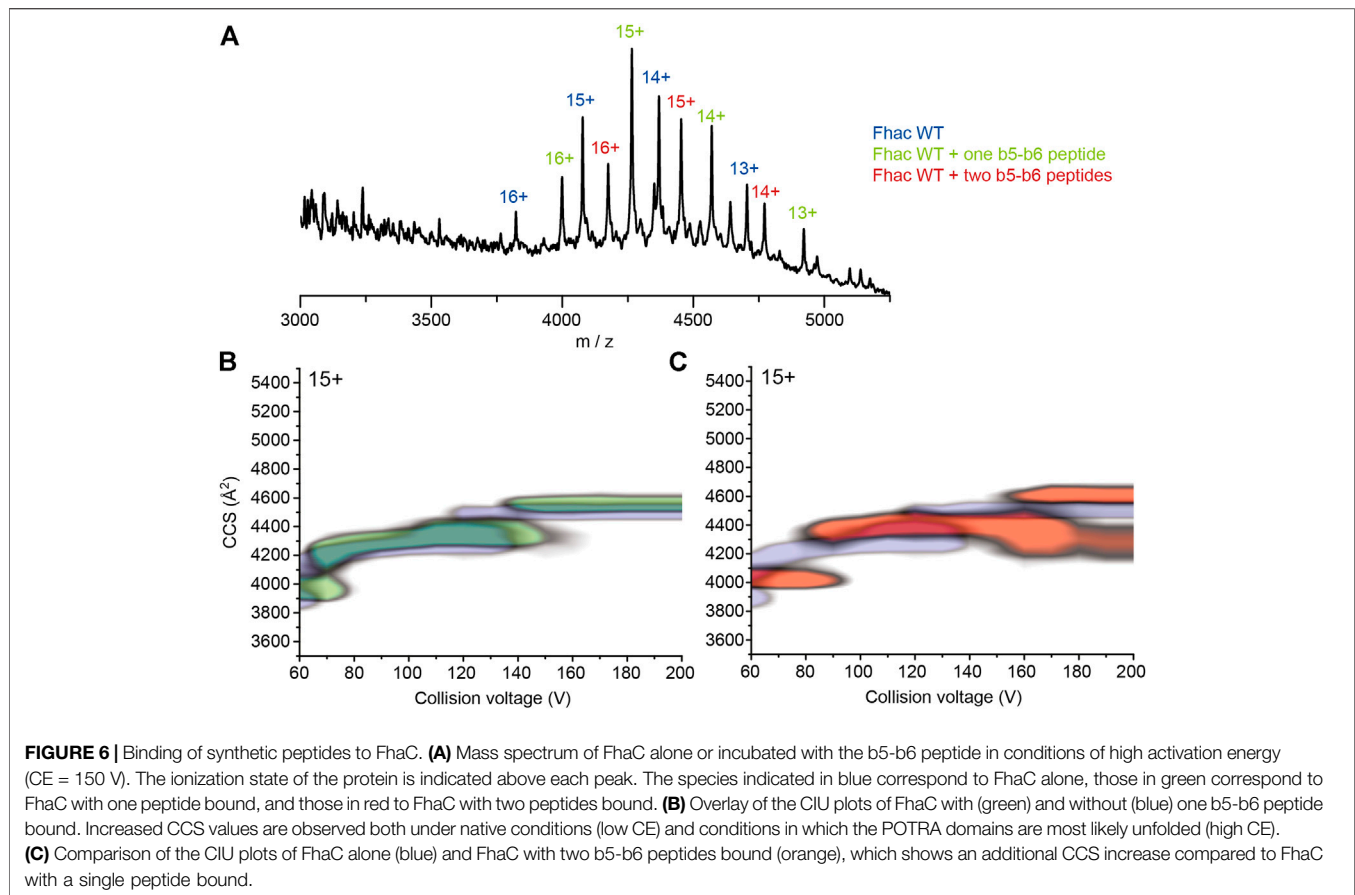 A
15+
14+
15+
15+
14+
16+
13+
16+
14+
16+
13+
Fhac WT
Fhac WT + one b5-b6 peptide
Fhac WT + two b5-b6 peptides
3000 3500 4000 4500 5000
m / z
B
15+
5400
5200
5000
4800
4600
4400
4200
4000
3800
3600
CCS (Å²)
60 80 100 120 140 160 180 200
Collision voltage (V)
C
15+
5400
5200
5000
4800
4600
4400
4200
4000
3800
3600
60 80 100 120 140 160 180 200
Collision voltage (V)
FIGURE 6 | Binding of synthetic peptides to FhaC. (A) Mass spectrum of FhaC alone or incubated with the b5-b6 peptide in conditions of high activation energy
(CE = 150 V). The ionization state of the protein is indicated above each peak. The species indicated in blue correspond to FhaC alone, those in green correspond to
FhaC with one peptide bound, and those in red to FhaC with two peptides bound. (B) Overlay of the CIU plots of FhaC with (green) and without (blue) one b5-b6 peptide
bound. Increased CCS values are observed both under native conditions (low CE) and conditions in which the POTRA domains are most likely unfolded (high CE).
(C) Comparison of the CIU plots of FhaC alone (blue) and FhaC with two b5-b6 peptides bound (orange), which shows an additional CCS increase compared to FhaC
with a single peptide bound.